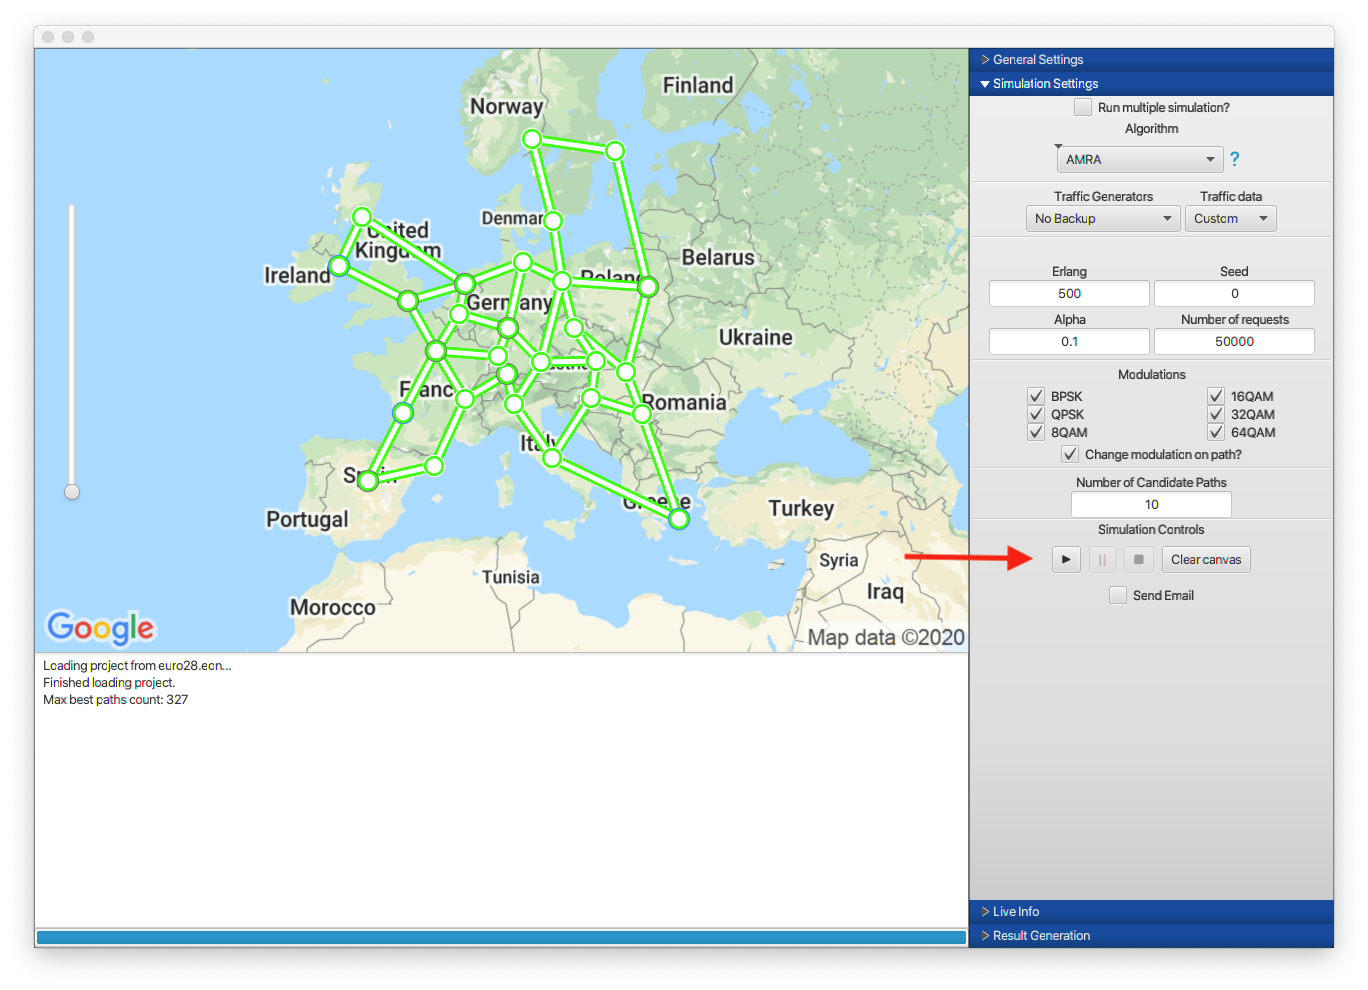 General Settings
Simulation Settings
Run multiple simulation?
Algorithm
AMRA ?
Traffic Generators Traffic data
No Backup Custom
Erlang Seed
500 0
Alpha Number of requests
0.1 50000
Modulations
BPSK 16QAM
QPSK 32QAM
8QAM 64QAM
Change modulation on path?
Number of Candidate Paths
10
Simulation Controls
Clear canvas
Send Email
Live Info
Result Generation
Finland
Norway
Denmar
United
Kingdom
Ireland
Belarus
Poland
Germany
Ukraine
Franc
Romania
Italy
Spain
Greece
Portugal
Turkey
Syria
Tunisia
Iraq
Morocco
Google
Map data ©2020
Loading project from euro28.eon...
Finished loading project.
Max best paths count: 327